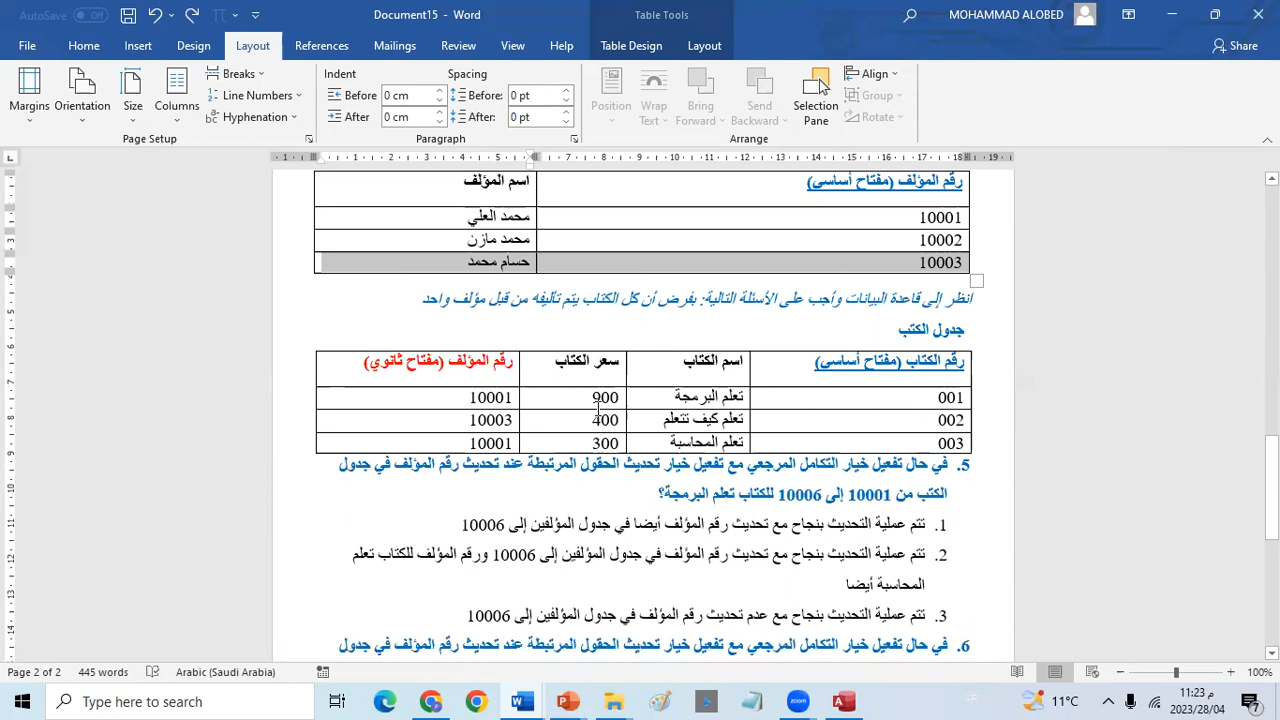 AutoSave Off
Document15 - Word
Table Tools
MOHAMMAD ALOBED
File Home Insert Design Layout References Mailings Review View Help Table Design Layout Share
Margins Orientation Size Columns Breaks Line Numbers Hyphenation
Page Setup
Indent Spacing
Before 0 cm Before: 0 pt
After 0 cm After: 0 pt
Paragraph
Position Wrap Text Bring Forward Send Backward Selection Pane Align Group Rotate
Arrange
رقم المؤلف (مفتاح أساسي) اسم المؤلف
10001 محمد العلي
10002 محمد مازن
10003 حسام محمد
انظر إلى قاعدة البيانات وأجب على الأسئلة التالية: بفرض أن كل الكتاب يتم تأليفه من قبل مؤلف واحد
جدول الكتب
رقم الكتاب (مفتاح أساسي) اسم الكتاب سعر الكتاب رقم المؤلف (مفتاح ثانوي)
001 تعلم البرمجة 900 10001
002 تعلم كيف تتعلم 400 10003
003 تعلم المحاسبة 300 10001
5. في حال تفعيل خيار التكامل المرجعي مع تفعيل خيار تحديث الحقول المرتبطة عند تحديث رقم المؤلف في جدول
الكتب من 10001 إلى 10006 للكتاب تعلم البرمجة؟
1. تتم عملية التحديث بنجاح مع تحديث رقم المؤلف أيضا في جدول المؤلفين إلى 10006
2. تتم عملية التحديث بنجاح مع تحديث رقم المؤلف في جدول المؤلفين إلى 10006 ورقم المؤلف للكتاب تعلم
المحاسبة أيضا
3. تتم عملية التحديث بنجاح مع عدم تحديث رقم المؤلف في جدول المؤلفين إلى 10006
6. في حال تفعيل خيار التكامل المرجعي مع تفعيل خيار تحديث الحقول المرتبطة عند تحديث رقم المؤلف في جدول
Page 2 of 2 445 words Arabic (Saudi Arabia) 100%
Type here to search
11°C
11:23 م
2023/28/04